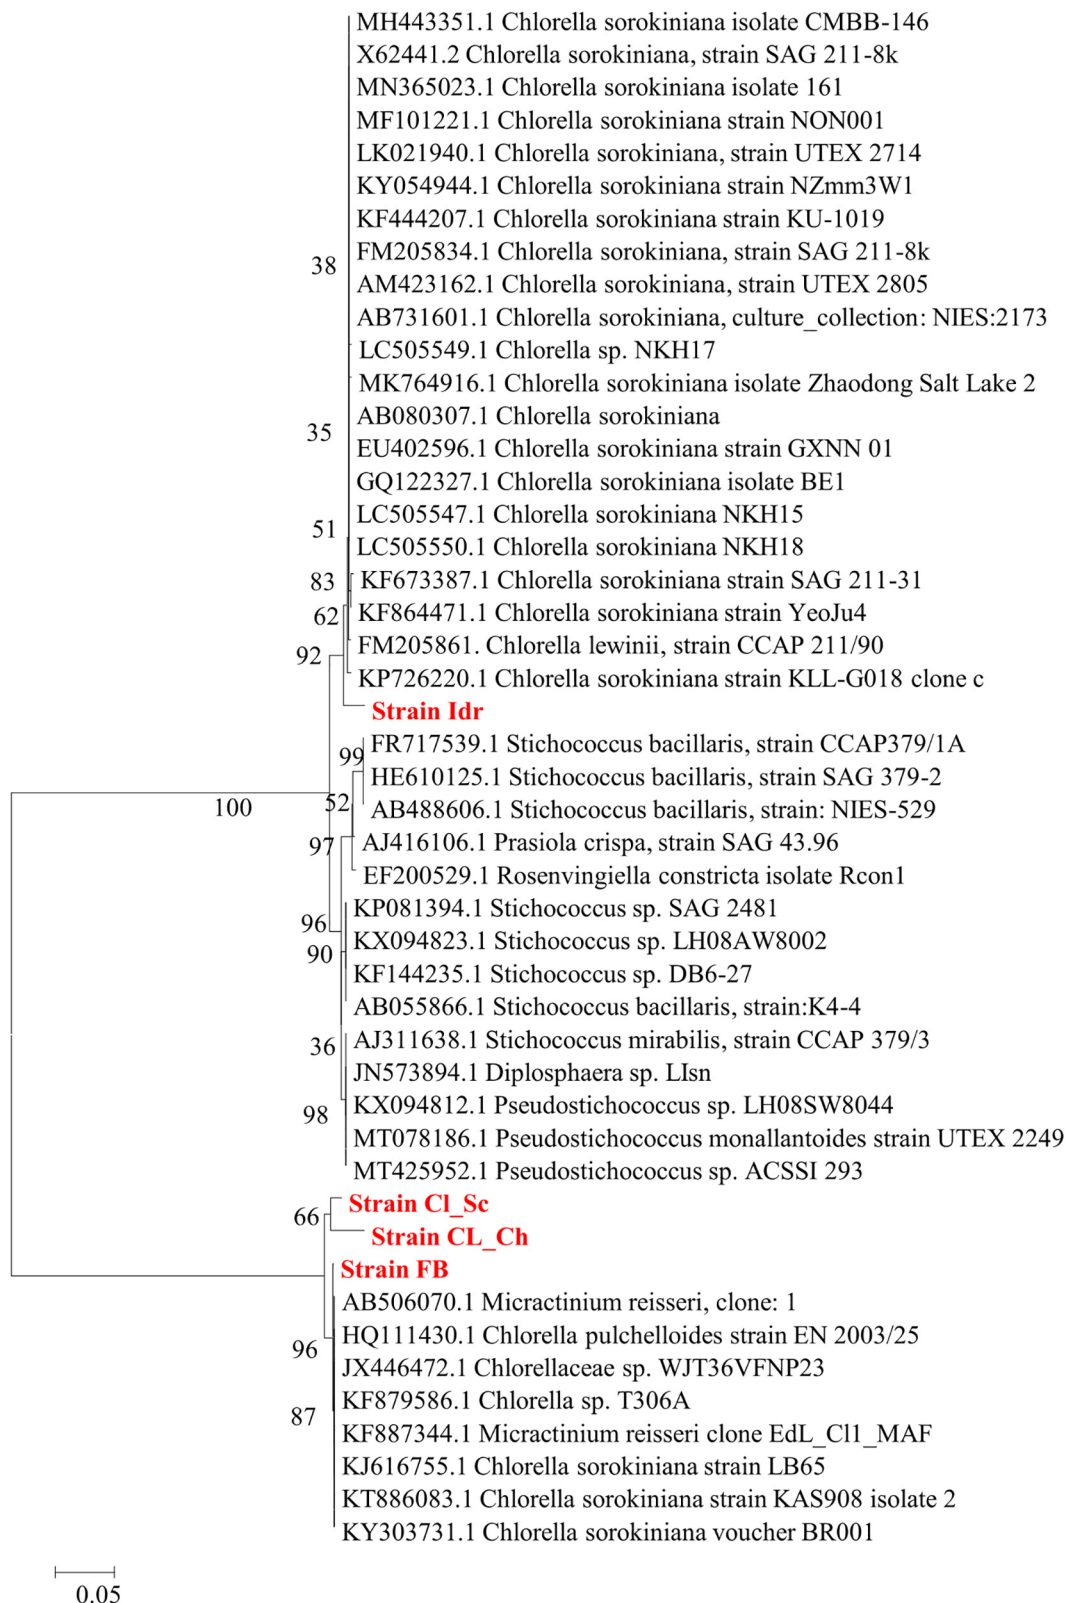 MH443351.1 Chlorella sorokiniana isolate CMBB-146
X62441.2 Chlorella sorokiniana, strain SAG 211-8k
MN365023.1 Chlorella sorokiniana isolate 161
MF101221.1 Chlorella sorokiniana strain NON001
LK021940.1 Chlorella sorokiniana, strain UTEX 2714
KY054944.1 Chlorella sorokiniana strain NZmm3W1
KF444207.1 Chlorella sorokiniana strain KU-1019
FM205834.1 Chlorella sorokiniana, strain SAG 211-8k
38
AM423162.1 Chlorella sorokiniana, strain UTEX 2805
AB731601.1 Chlorella sorokiniana, culture_collection: NIES:2173
LC505549.1 Chlorella sp. NKH17
MK764916.1 Chlorella sorokiniana isolate Zhaodong Salt Lake 2
AB080307.1 Chlorella sorokiniana
35
EU402596.1 Chlorella sorokiniana strain GXNN 01
GQ122327.1 Chlorella sorokiniana isolate BE1
LC505547.1 Chlorella sorokiniana NKH15
51
LC505550.1 Chlorella sorokiniana NKH18
83
KF673387.1 Chlorella sorokiniana strain SAG 211-31
62
KF864471.1 Chlorella sorokiniana strain YeoJu4
FM205861. Chlorella lewinii, strain CCAP 211/90
92
KP726220.1 Chlorella sorokiniana strain KLL-G018 clone c
Strain Idr
FR717539.1 Stichococcus bacillaris, strain CCAP379/1A
99
HE610125.1 Stichococcus bacillaris, strain SAG 379-2
100
52
AB488606.1 Stichococcus bacillaris, strain: NIES-529
97
AJ416106.1 Prasiola crispa, strain SAG 43.96
EF200529.1 Rosenvingiella constricta isolate Rcon1
KP081394.1 Stichococcus sp. SAG 2481
96
KX094823.1 Stichococcus sp. LH08AW8002
90
KF144235.1 Stichococcus sp. DB6-27
AB055866.1 Stichococcus bacillaris, strain:K4-4
36
AJ311638.1 Stichococcus mirabilis, strain CCAP 379/3
JN573894.1 Diplosphaera sp. LIsn
KX094812.1 Pseudostichococcus sp. LH08SW8044
98
MT078186.1 Pseudostichococcus monallantoides strain UTEX 2249
MT425952.1 Pseudostichococcus sp. ACSSI 293
Strain Cl_Sc
66
Strain CL_Ch
Strain FB
AB506070.1 Micractinium reisseri, clone: 1
HQ111430.1 Chlorella pulchelloides strain EN 2003/25
96
JX446472.1 Chlorellaceae sp. WJT36VFNP23
KF879586.1 Chlorella sp. T306A
87
KF887344.1 Micractinium reisseri clone EdL_Cl1_MAF
KJ616755.1 Chlorella sorokiniana strain LB65
KT886083.1 Chlorella sorokiniana strain KAS908 isolate 2
KY303731.1 Chlorella sorokiniana voucher BR001
0.05